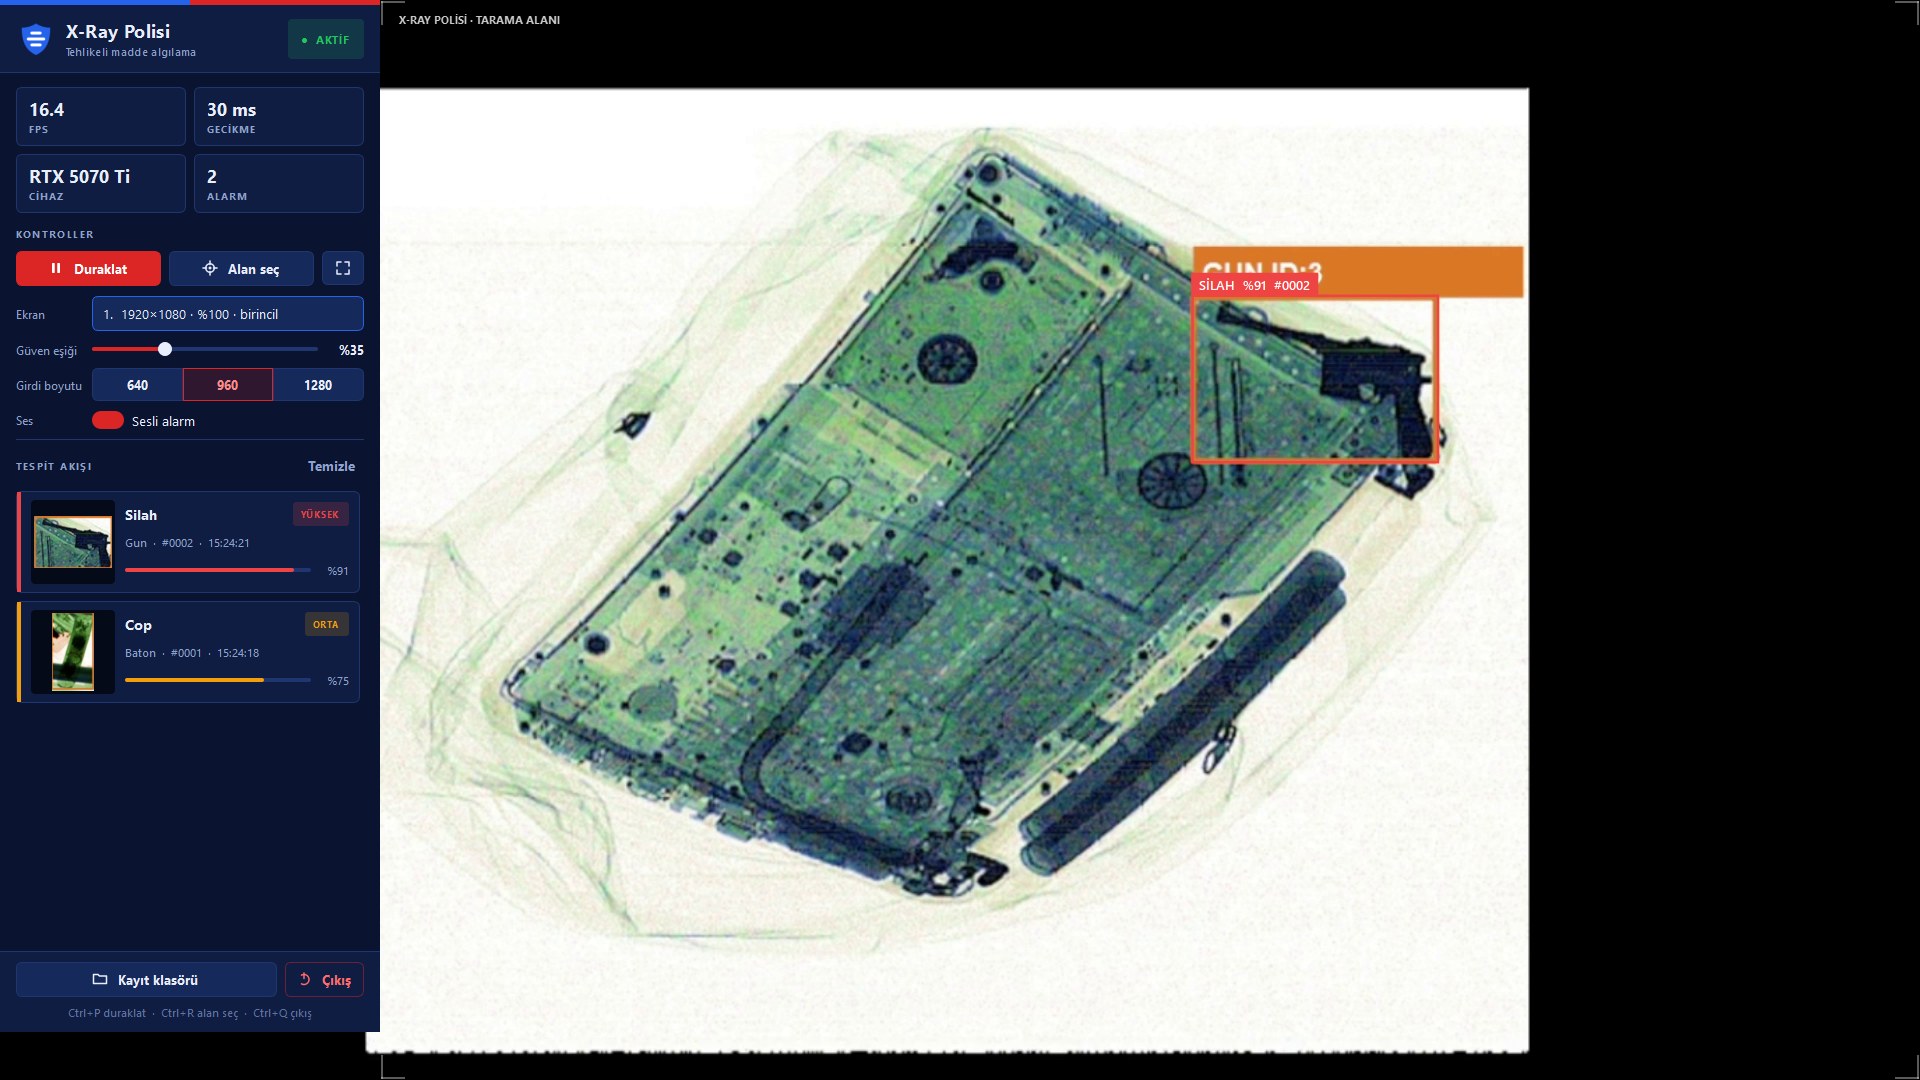 X-Ray Polisi
Tehlikeli madde algılama
AKTİF
16.4
FPS
30 ms
GECİKME
RTX 5070 Ti
CİHAZ
2
ALARM
KONTROLLER
Duraklat
Alan seç
Ekran
1. 1920×1080 · %100 · birincil
Güven eşiği
%35
Girdi boyutu
640
960
1280
Ses
Sesli alarm
TESPİT AKIŞI
Temizle
Silah
YÜKSEK
Gun · #0002 · 15:24:21
%91
Cop
ORTA
Baton · #0001 · 15:24:18
%75
Kayıt klasörü
Çıkış
Ctrl+P duraklat · Ctrl+R alan seç · Ctrl+Q çıkış
X-RAY POLİSİ · TARAMA ALANI
GUN ID:3
SİLAH %91 #0002